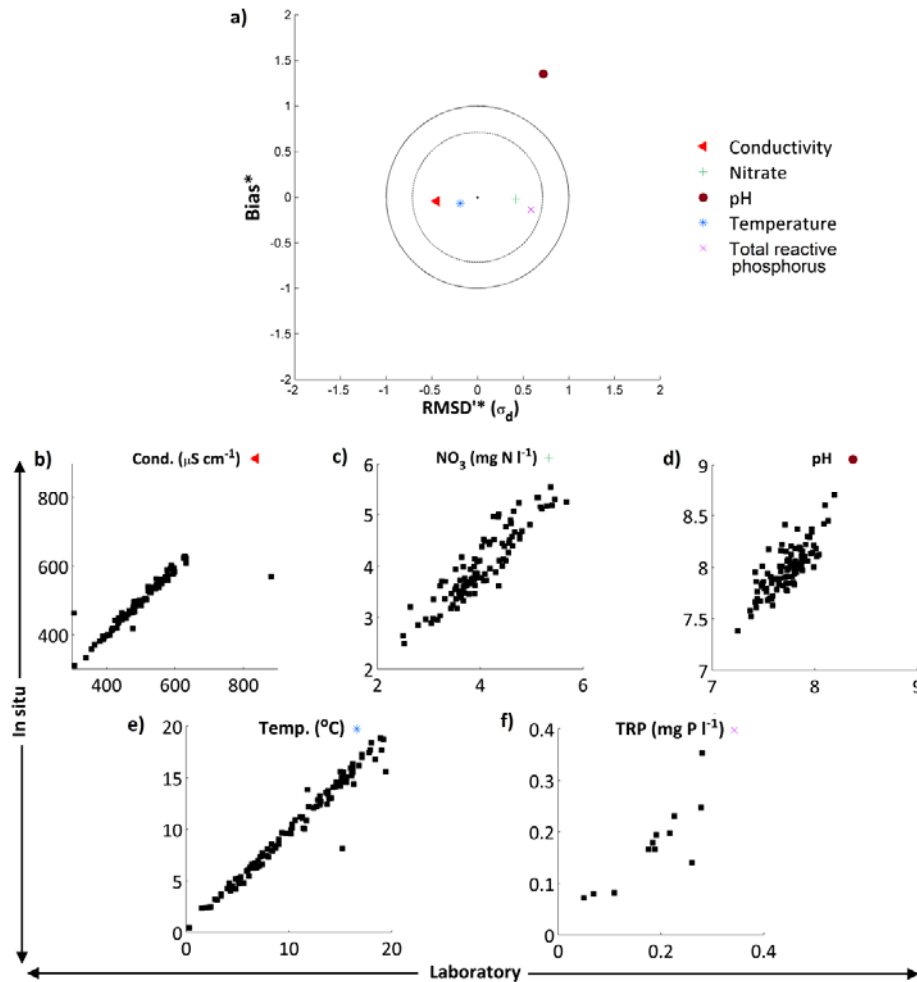 a)
2
1.5
1
0.5
0
-0.5
-1
-1.5
-2
-2 -1.5 -1 -0.5 0 0.5 1 1.5 2
Bias*
RMSD'* (σd)
Conductivity
Nitrate
pH
Temperature
Total reactive
phosphorus
b) Cond. (µS cm-1)
800
600
400
400 600 800
c) NO3 (mg N l-1)
6
5
4
3
2
2 4 6
d) pH
9
8.5
8
7.5
7
7 8 9
e) Temp. (oC)
20
15
10
5
0
0 10 20
f) TRP (mg P l-1)
0.4
0.3
0.2
0.1
0
0 0.2 0.4
In situ
Laboratory